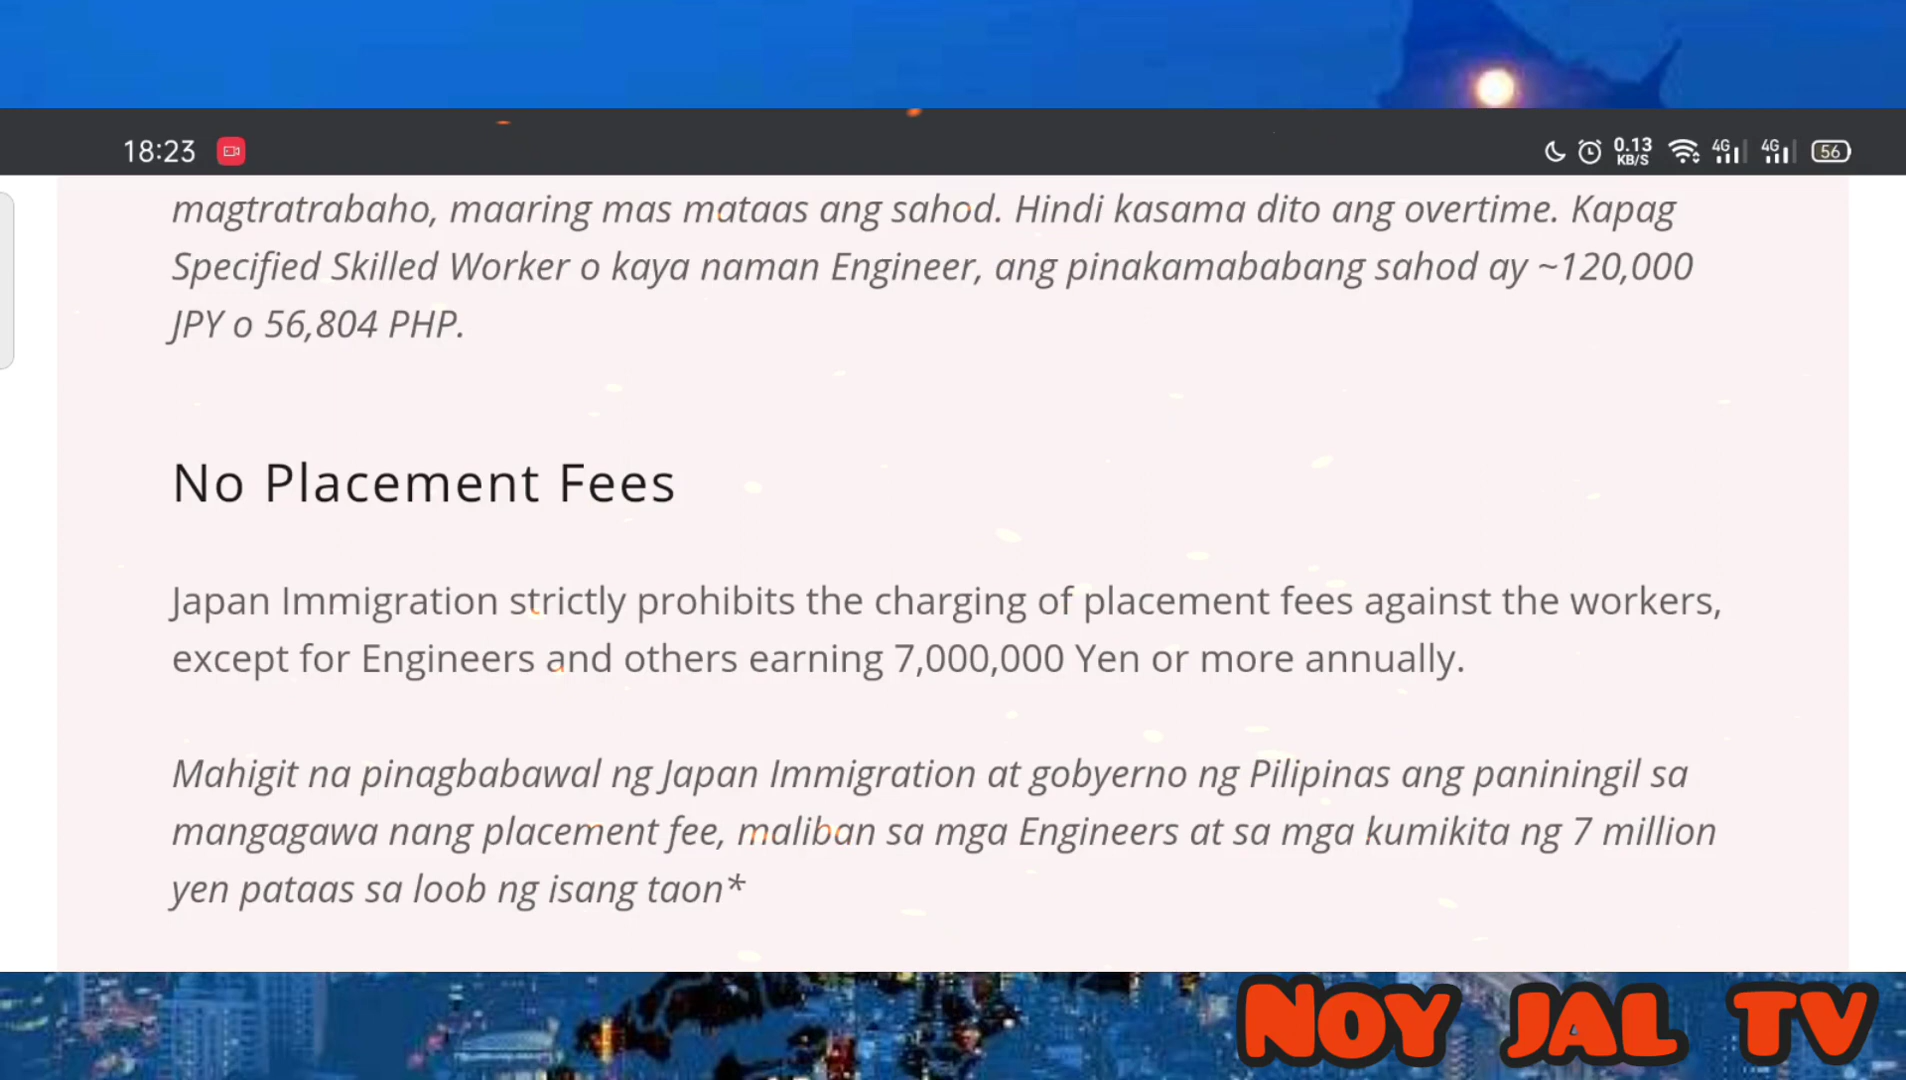 18:23
0.13
KB/S
4G
4G
56
magtratrabaho, maaring mas mataas ang sahod. Hindi kasama dito ang overtime. Kapag
Specified Skilled Worker o kaya naman Engineer, ang pinakamababang sahod ay ~120,000
JPY o 56,804 PHP.
No Placement Fees
Japan Immigration strictly prohibits the charging of placement fees against the workers,
except for Engineers and others earning 7,000,000 Yen or more annually.
Mahigit na pinagbabawal ng Japan Immigration at gobyerno ng Pilipinas ang paniningil sa
mangagawa nang placement fee, maliban sa mga Engineers at sa mga kumikita ng 7 million
yen pataas sa loob ng isang taon*
NOY JAL TV